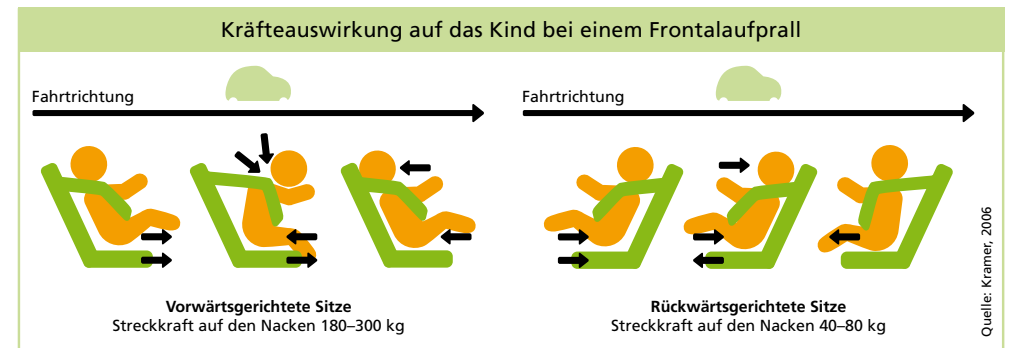 Kräfteauswirkung auf das Kind bei einem Frontalaufprall
Fahrtrichtung
Vorwärtsgerichtete Sitze
Streckkraft auf den Nacken 180–300 kg
Fahrtrichtung
Rückwärtsgerichtete Sitze
Streckkraft auf den Nacken 40–80 kg
Quelle: Kramer, 2006